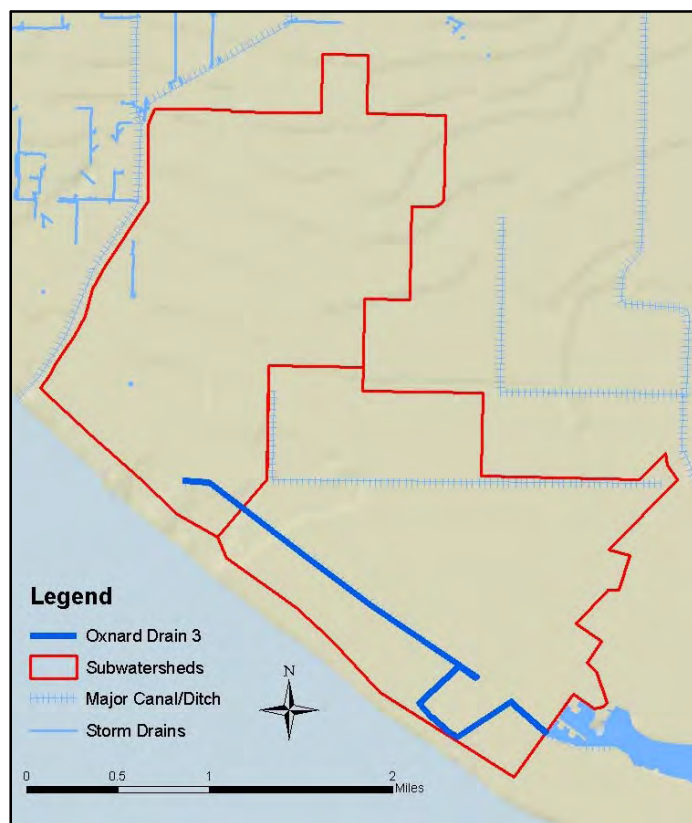 Legend
Oxnard Drain 3
Subwatersheds
Major Canal/Ditch
Storm Drains
N
0 0.5 1 2
Miles